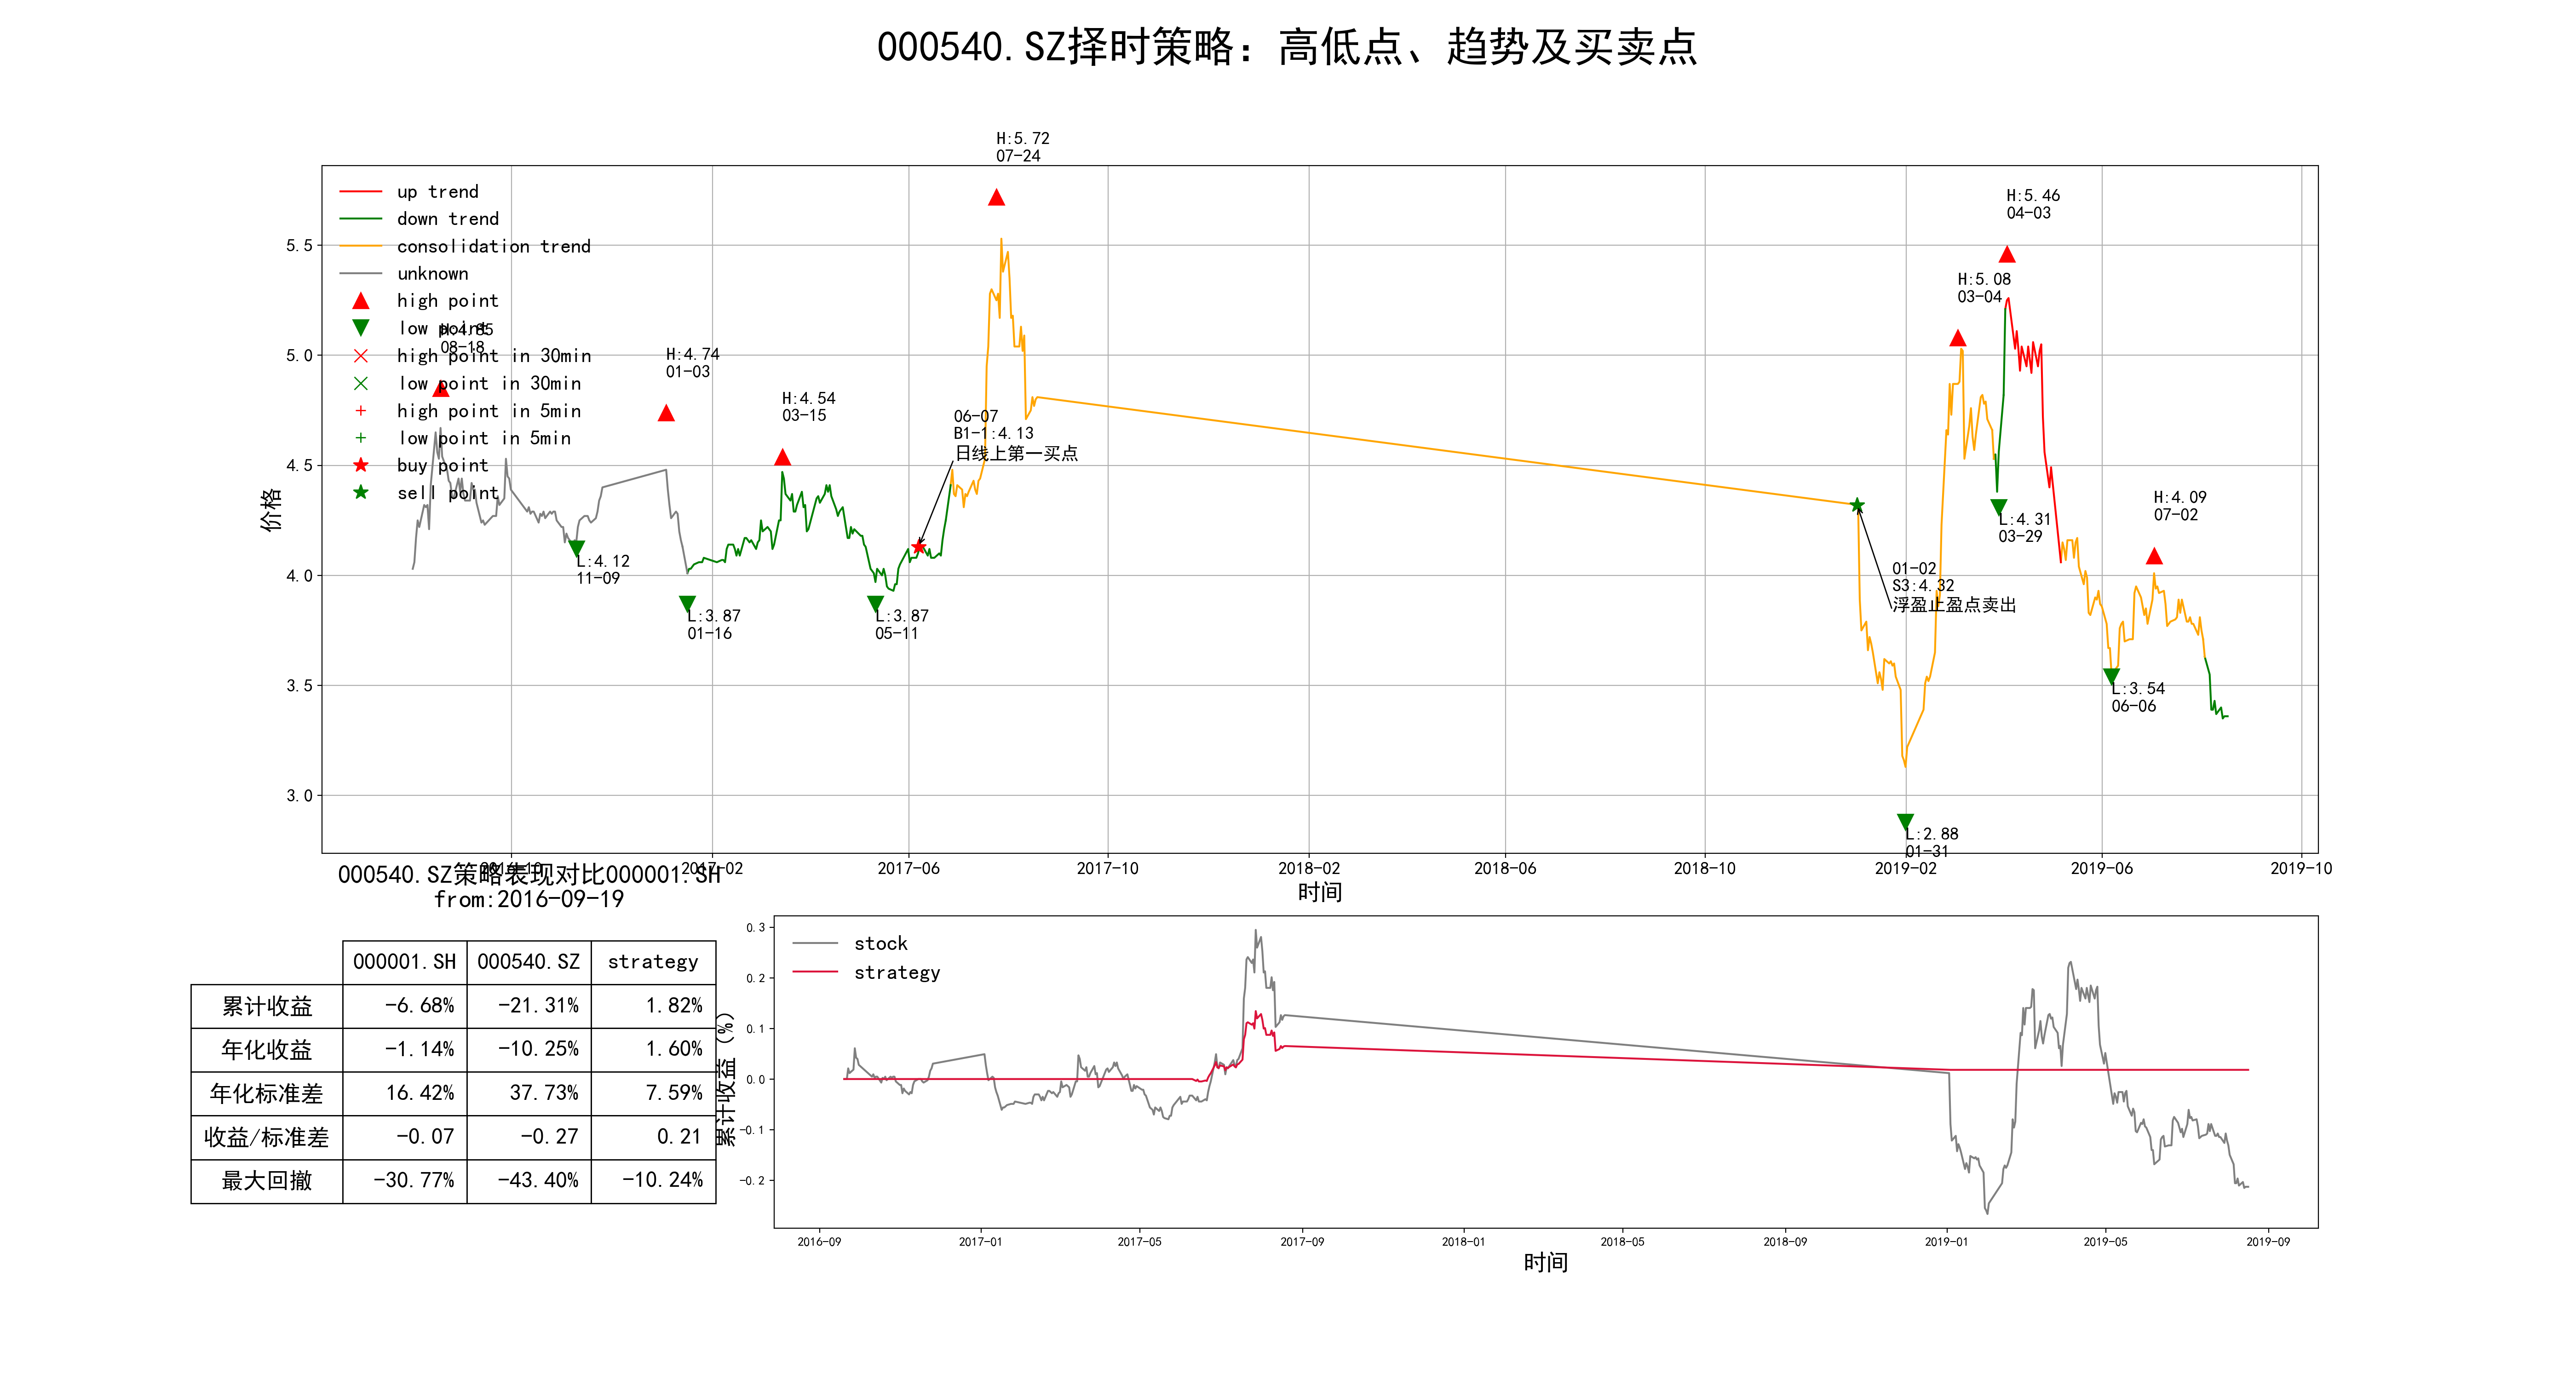 000540.SZ择时策略：高低点、趋势及买卖点
H:5.72
07-24
up trend
down trend
consolidation trend
unknown
high point
low point
high point in 30min
low point in 30min
high point in 5min
low point in 5min
buy point
sell point
H:4.85
08-18
L:4.12
11-09
H:4.74
01-03
L:3.87
01-16
H:4.54
03-15
L:3.87
05-11
06-07
B1-1:4.13
日线上第一买点
01-02
S3:4.32
浮盈止盈点卖出
L:2.88
01-31
H:5.08
03-04
L:4.31
03-29
H:5.46
04-03
L:3.54
06-06
H:4.09
07-02
价格
5.5
5.0
4.5
4.0
3.5
3.0
2016-10
2017-02
2017-06
2017-10
2018-02
2018-06
2018-10
2019-02
2019-06
2019-10
时间
000540.SZ策略表现对比000001.SH
from:2016-09-19
000001.SH 000540.SZ strategy
累计收益 -6.68% -21.31% 1.82%
年化收益 -1.14% -10.25% 1.60%
年化标准差 16.42% 37.73% 7.59%
收益/标准差 -0.07 -0.27 0.21
最大回撤 -30.77% -43.40% -10.24%
累计收益（%）
0.3
0.2
0.1
0.0
-0.1
-0.2
stock
strategy
2016-09
2017-01
2017-05
2017-09
2018-01
2018-05
2018-09
2019-01
2019-05
2019-09
时间